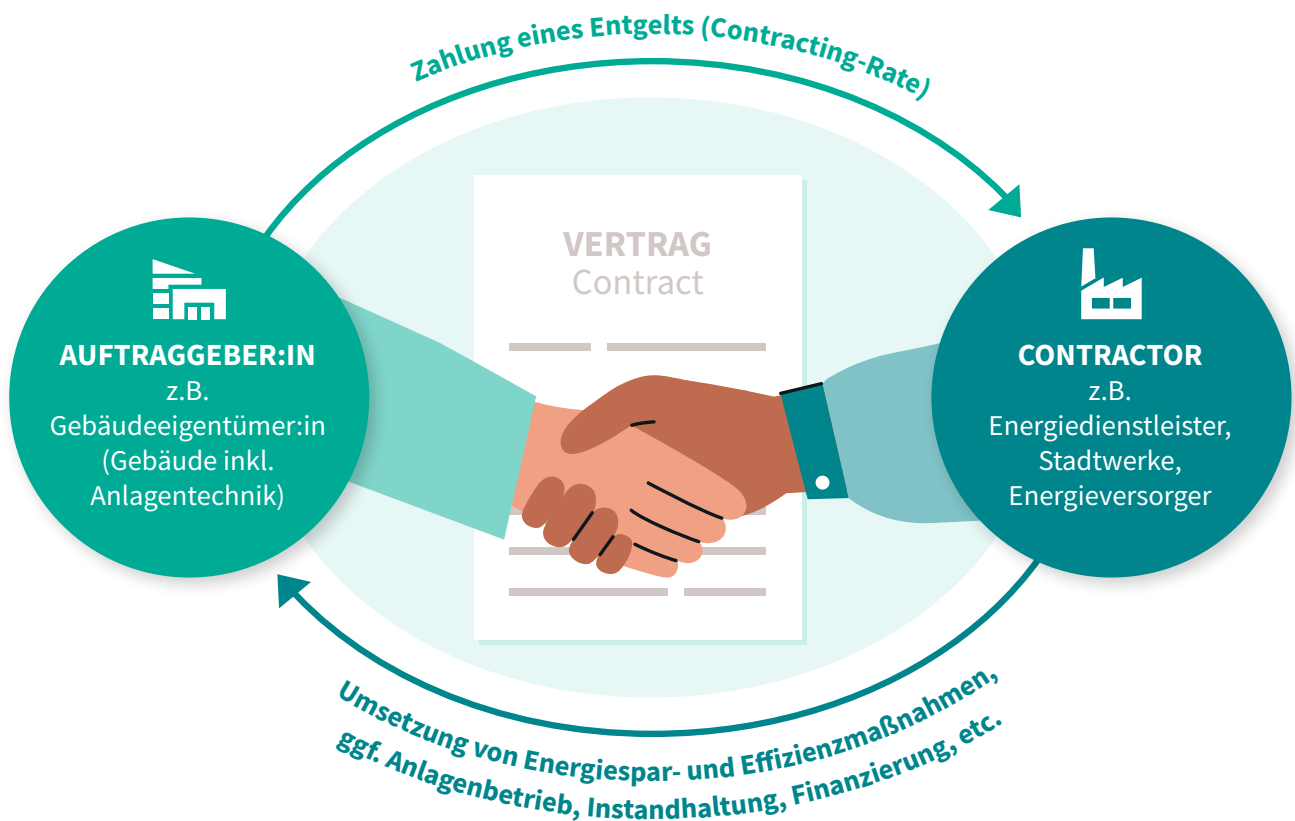 Zahlung eines Entgelts (Contracting-Rate)
VERTRAG
Contract
AUFTRAGGEBER:IN
z.B.
Gebäudeeigentümer:in
(Gebäude inkl.
Anlagentechnik)
CONTRACTOR
z.B.
Energiedienstleister,
Stadtwerke,
Energieversorger
Umsetzung von Energiespar- und Effizienzmaßnahmen,
ggf. Anlagenbetrieb, Instandhaltung, Finanzierung, etc.